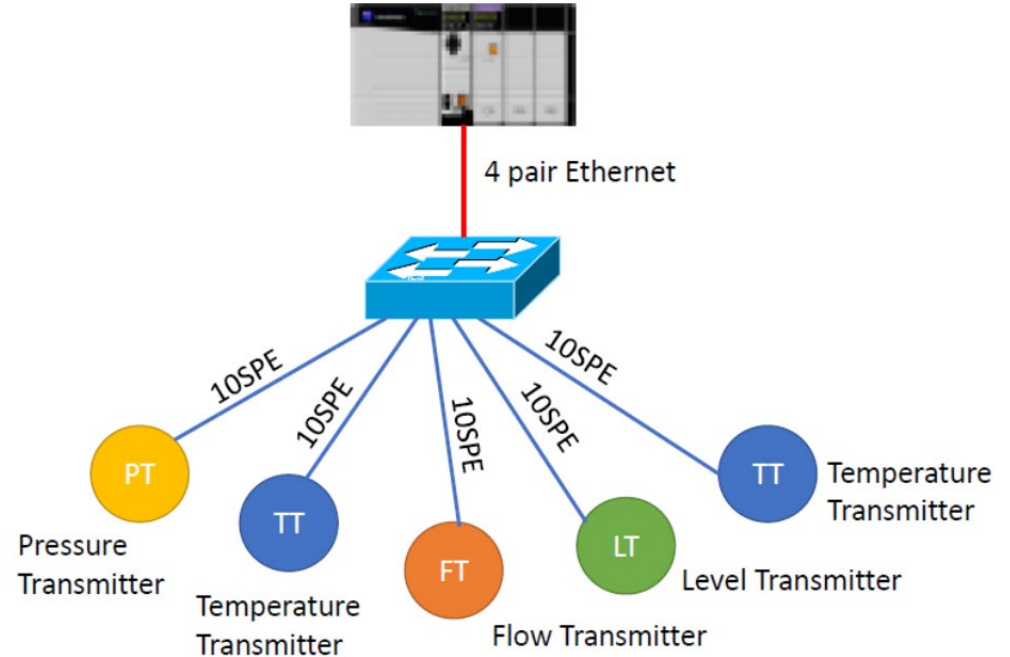 4 pair Ethernet
10SPE
10SPE
10SPE
10SPE
10SPE
PT
Pressure
Transmitter
TT
Temperature
Transmitter
FT
Flow Transmitter
LT
Level Transmitter
TT
Temperature
Transmitter